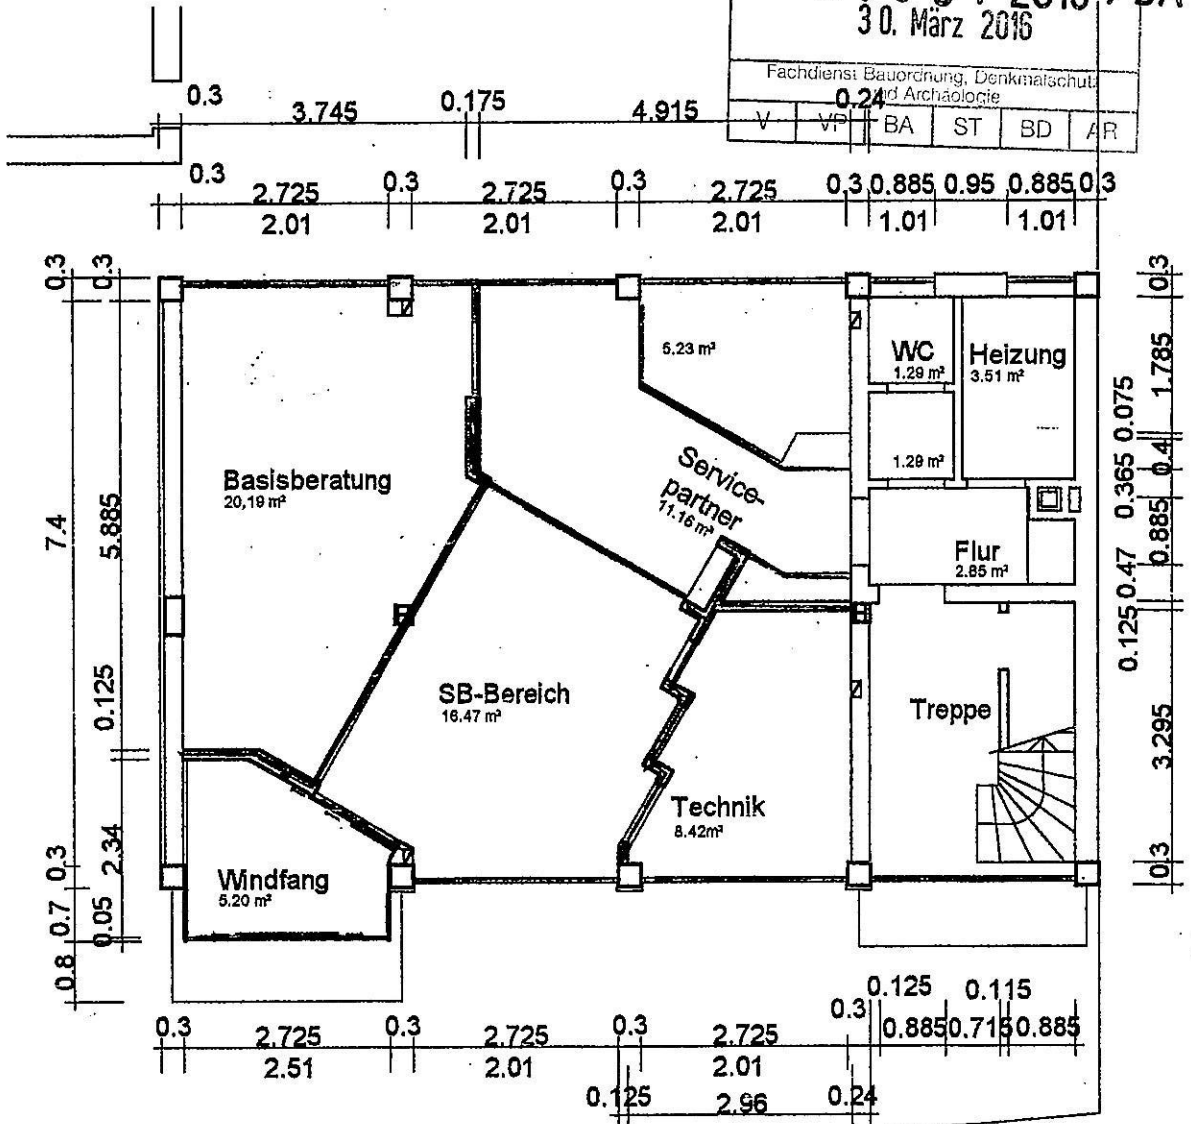 30. März 2016
Fachdienst Bauordnung, Denkmalschutz
und Archäologie
V VP BA ST BD AR
0.3 3.745 0.175 4.915 0.24
0.3 2.725 0.3 2.725 0.3 2.725 0.3 0.885 0.95 0.885 0.3
2.01 2.01 2.01 1.01 1.01
0.3 0.3
7.4 5.885
0.125
0.3 2.34
0.7 0.05
0.8
0.3
1.785
0.075
0.4
0.365
0.885
0.47
0.125
3.295
0.3
5.23 m²
WC
1.29 m²
Heizung
3.51 m²
1.29 m²
Basisberatung
20,19 m²
Service-
partner
11.16 m²
Flur
2.85 m²
SB-Bereich
16.47 m²
Treppe
Technik
8.42m²
Windfang
5.20 m²
0.125 0.115
0.3 0.885 0.715 0.885
0.3 2.725 0.3 2.725 0.3 2.725
2.51 2.01 2.01
0.125 2.96 0.24